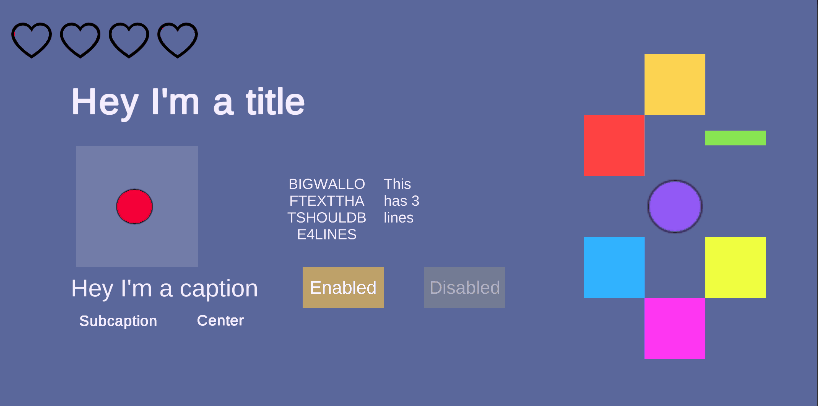 Hey I'm a title
BIGWALLO
FTEXTTHA
TSHOULDB
E4LINES
This
has 3
lines
Hey I'm a caption
Enabled
Disabled
Subcaption
Center